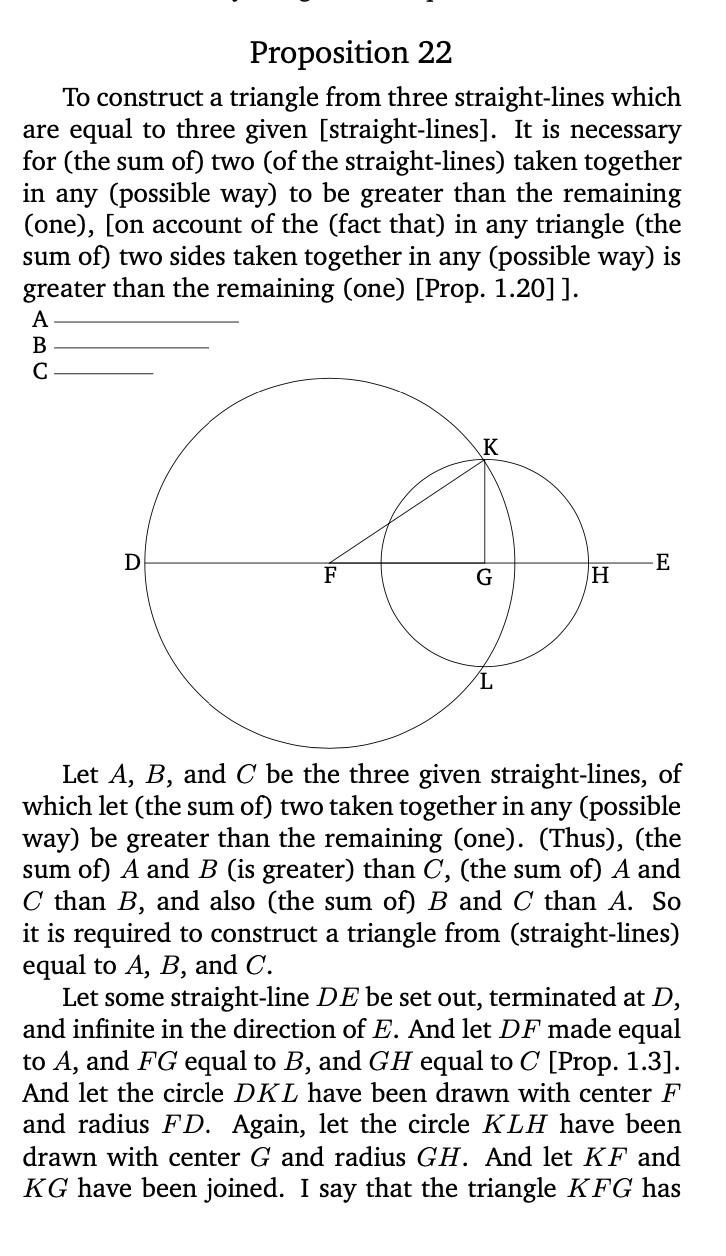 Proposition 22
To construct a triangle from three straight-lines which
are equal to three given [straight-lines]. It is necessary
for (the sum of) two (of the straight-lines) taken together
in any (possible way) to be greater than the remaining
(one), [on account of the (fact that) in any triangle (the
sum of) two sides taken together in any (possible way) is
greater than the remaining (one) [Prop. 1.20] ].
A
B
C
K
D
F
G
H
E
L
Let A, B, and C be the three given straight-lines, of
which let (the sum of) two taken together in any (possible
way) be greater than the remaining (one). (Thus), (the
sum of) A and B (is greater) than C, (the sum of) A and
C than B, and also (the sum of) B and C than A. So
it is required to construct a triangle from (straight-lines)
equal to A, B, and C.
Let some straight-line DE be set out, terminated at D,
and infinite in the direction of E. And let DF made equal
to A, and FG equal to B, and GH equal to C [Prop. 1.3].
And let the circle DKL have been drawn with center F
and radius FD. Again, let the circle KLH have been
drawn with center G and radius GH. And let KF and
KG have been joined. I say that the triangle KFG has